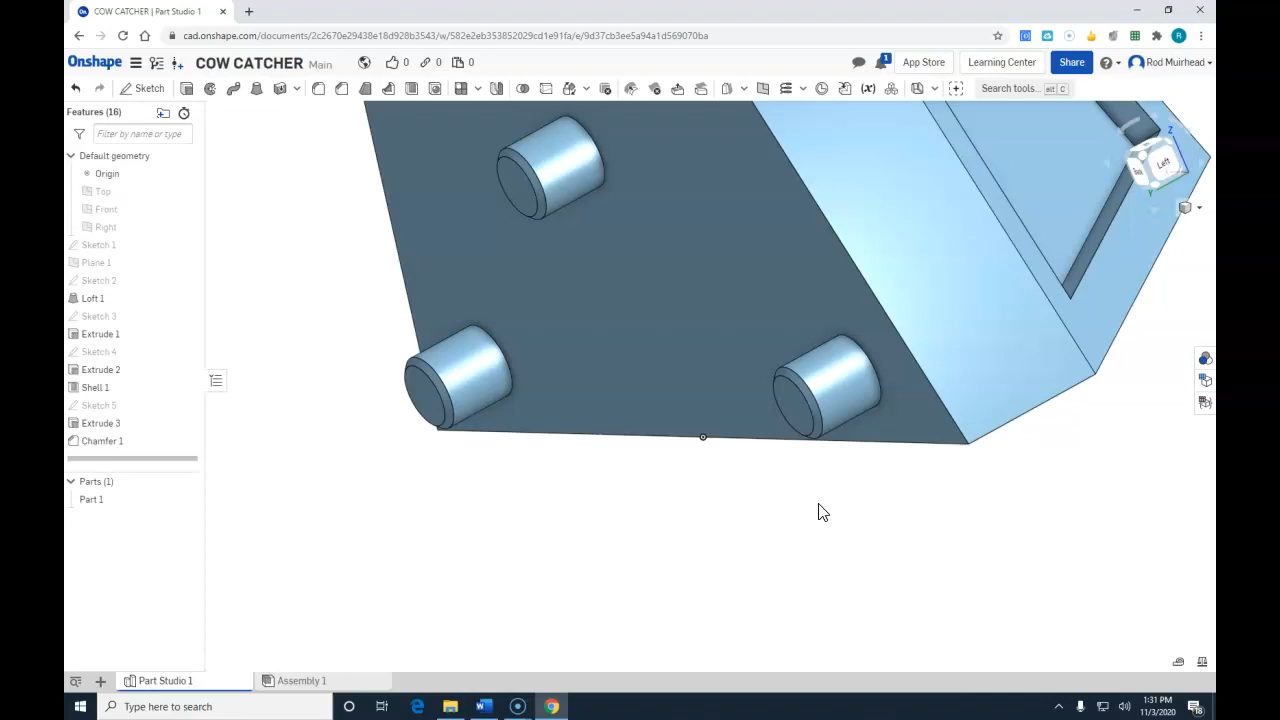 COW CATCHER | Part Studio 1
cad.onshape.com/documents/2c2670e29438e18d928b3543/w/582e2eb353852029cd1e91fa/e/9d37cb3ee5a94a1d569070ba
Onshape
COW CATCHER Main
0
0
0
1
App Store
Learning Center
Share
Rod Muirhead
Sketch
Search tools...
alt
C
Features (16)
Filter by name or type
Default geometry
Origin
Top
Front
Right
Sketch 1
Plane 1
Sketch 2
Loft 1
Sketch 3
Extrude 1
Sketch 4
Extrude 2
Shell 1
Sketch 5
Extrude 3
Chamfer 1
Parts (1)
Part 1
Z
Left
Back
Y
Part Studio 1
Assembly 1
Type here to search
1:31 PM
11/3/2020